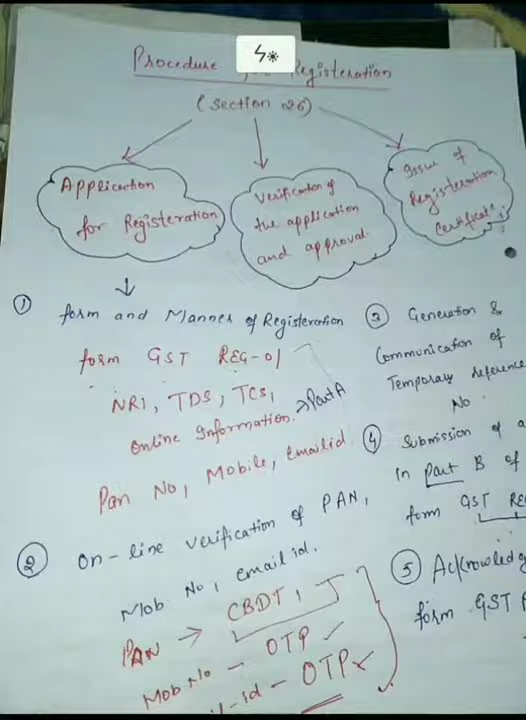 Procedure Registeration
(Section 26)
Application
for Registeration
Verification of
the application
and approval.
Issue of
Registeration
Certificate
① form and Manner of Registeration
form GST REG-01
NRI, TDS, TCS,
Online Information. → Part A
Pan No, Mobile, Emailid
② On-line verification of PAN,
Mob No, email id.
PAN → CBDT,
Mob No - OTP ✓
-id - OTP ✓
③ Generation &
Communication of
Temporary reference
No
④ Submission of a
in Part B of
form GST RE
⑤ Acknowledg
form GST